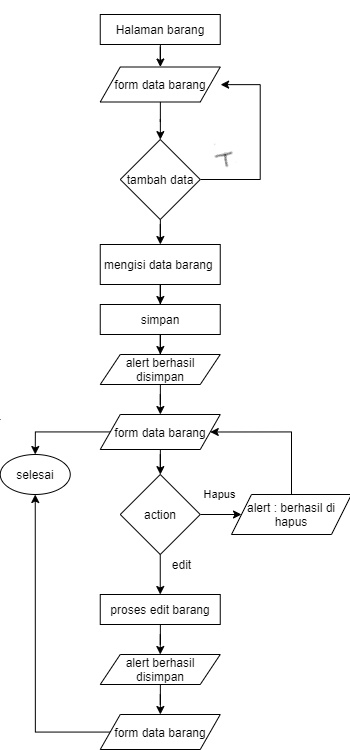 Halaman barang
form data barang
T
tambah data
mengisi data barang
simpan
alert berhasil
disimpan
form data barang
selesai
action
Hapus
alert : berhasil di
hapus
edit
proses edit barang
alert berhasil
disimpan
form data barang